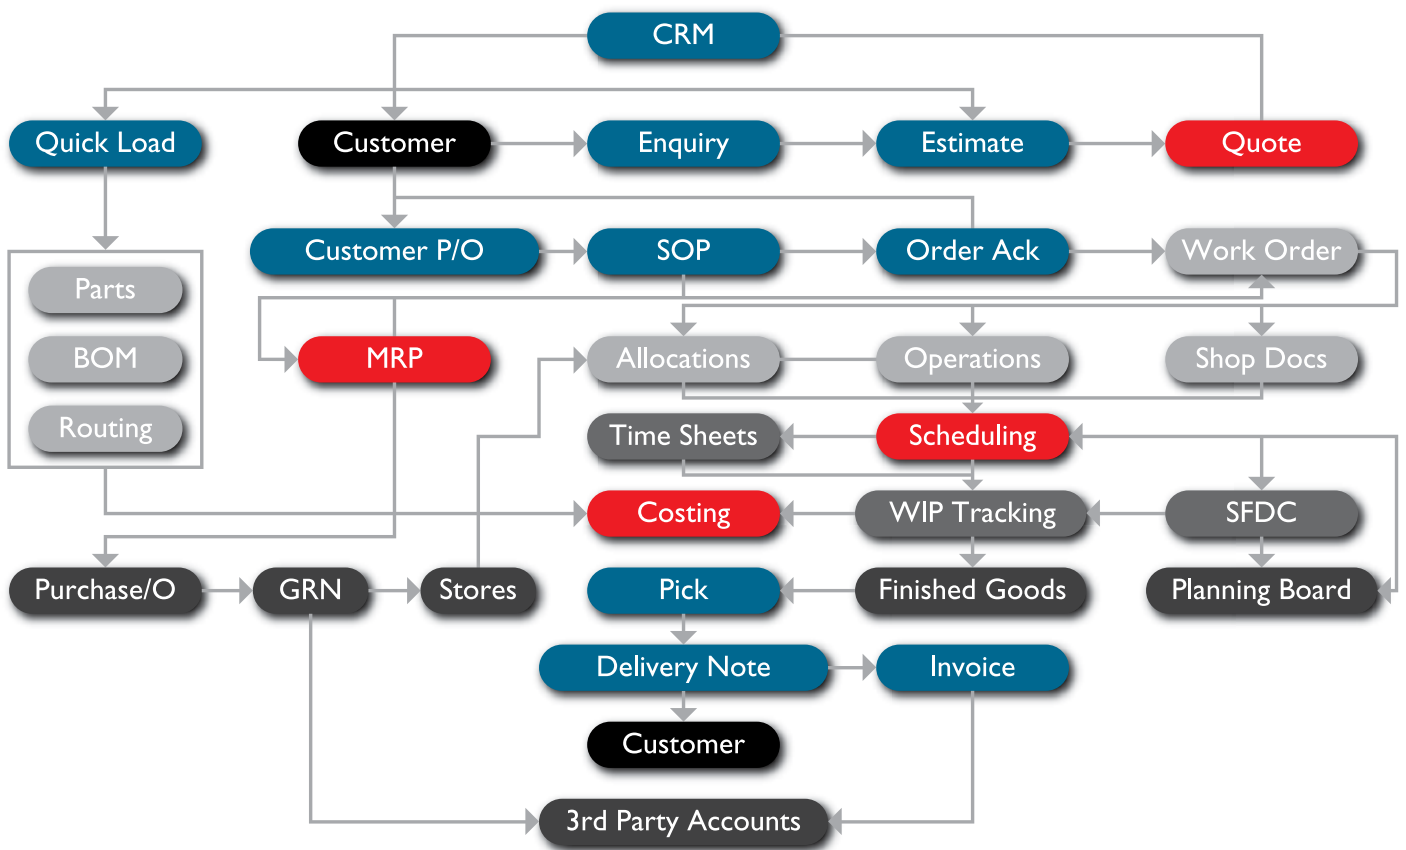 CRM
Quick Load
Customer
Enquiry
Estimate
Quote
Customer P/O
SOP
Order Ack
Work Order
Parts
BOM
Routing
MRP
Allocations
Operations
Shop Docs
Time Sheets
Scheduling
Costing
WIP Tracking
SFDC
Purchase/O
GRN
Stores
Pick
Finished Goods
Planning Board
Delivery Note
Invoice
Customer
3rd Party Accounts